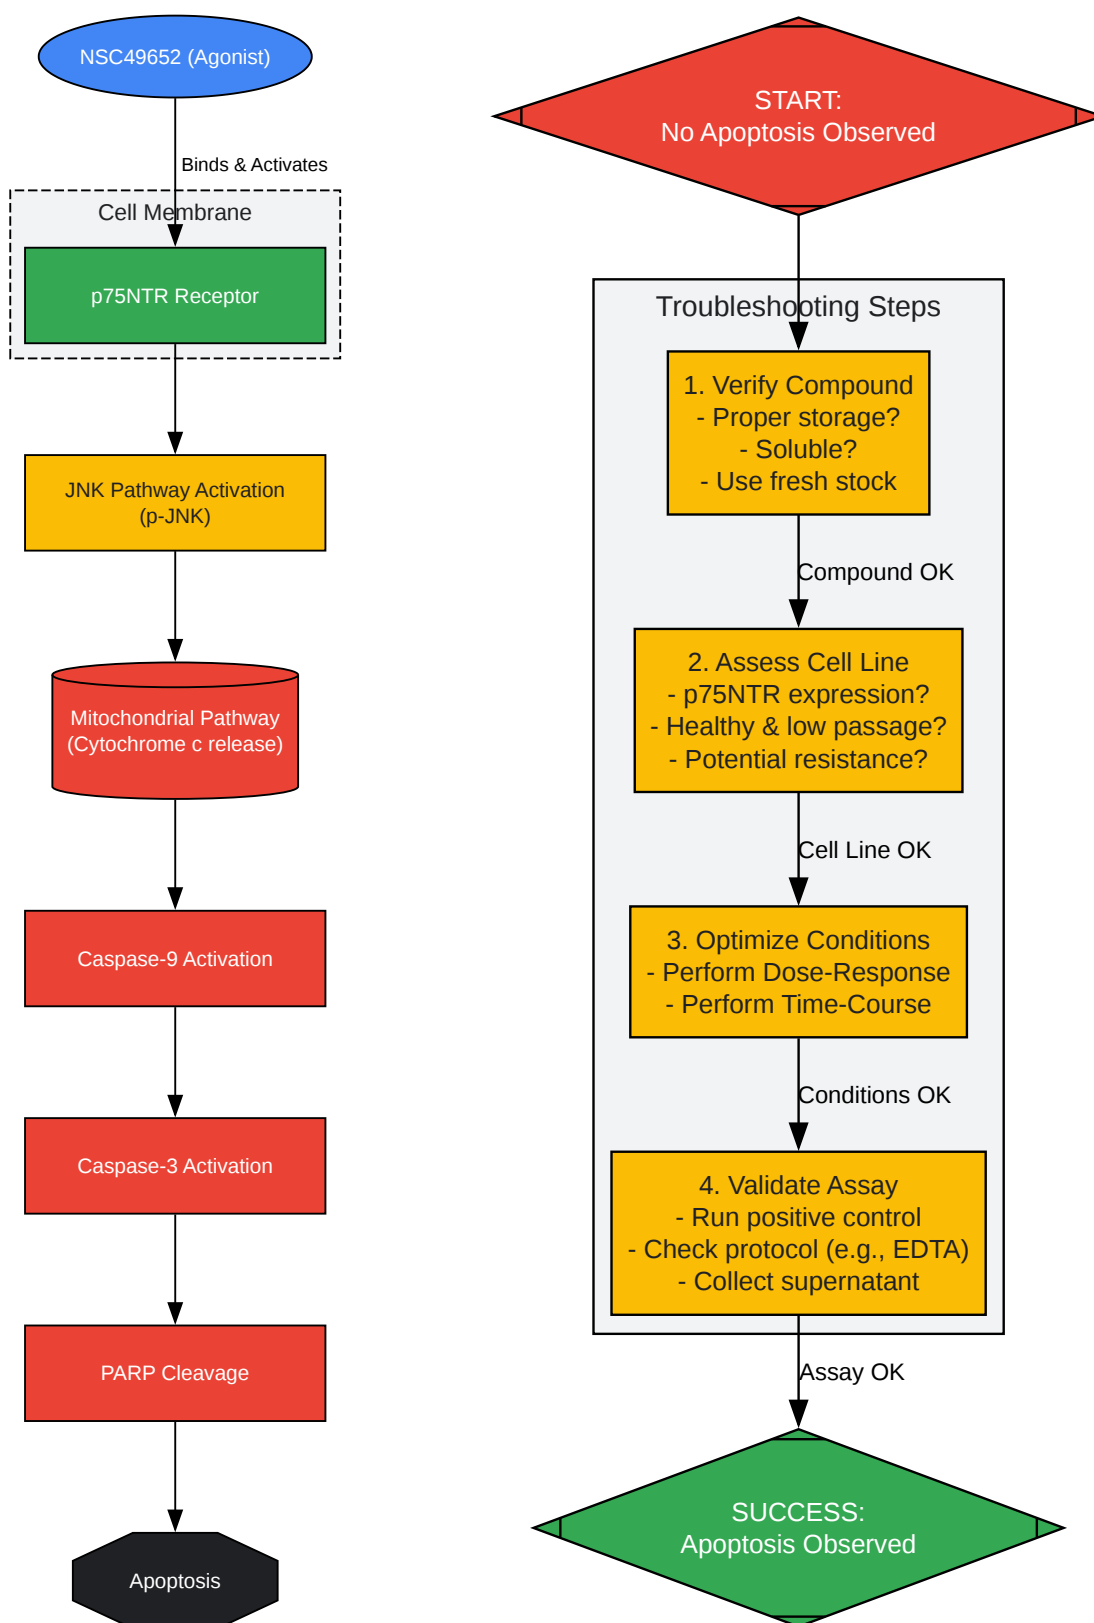 NSC49652 (Agonist)
Binds & Activates
Cell Membrane
p75NTR Receptor
JNK Pathway Activation
(p-JNK)
Mitochondrial Pathway
(Cytochrome c release)
Caspase-9 Activation
Caspase-3 Activation
PARP Cleavage
Apoptosis
START:
No Apoptosis Observed
Troubleshooting Steps
1. Verify Compound
- Proper storage?
- Soluble?
- Use fresh stock
Compound OK
2. Assess Cell Line
- p75NTR expression?
- Healthy & low passage?
- Potential resistance?
Cell Line OK
3. Optimize Conditions
- Perform Dose-Response
- Perform Time-Course
Conditions OK
4. Validate Assay
- Run positive control
- Check protocol (e.g., EDTA)
- Collect supernatant
Assay OK
SUCCESS:
Apoptosis Observed